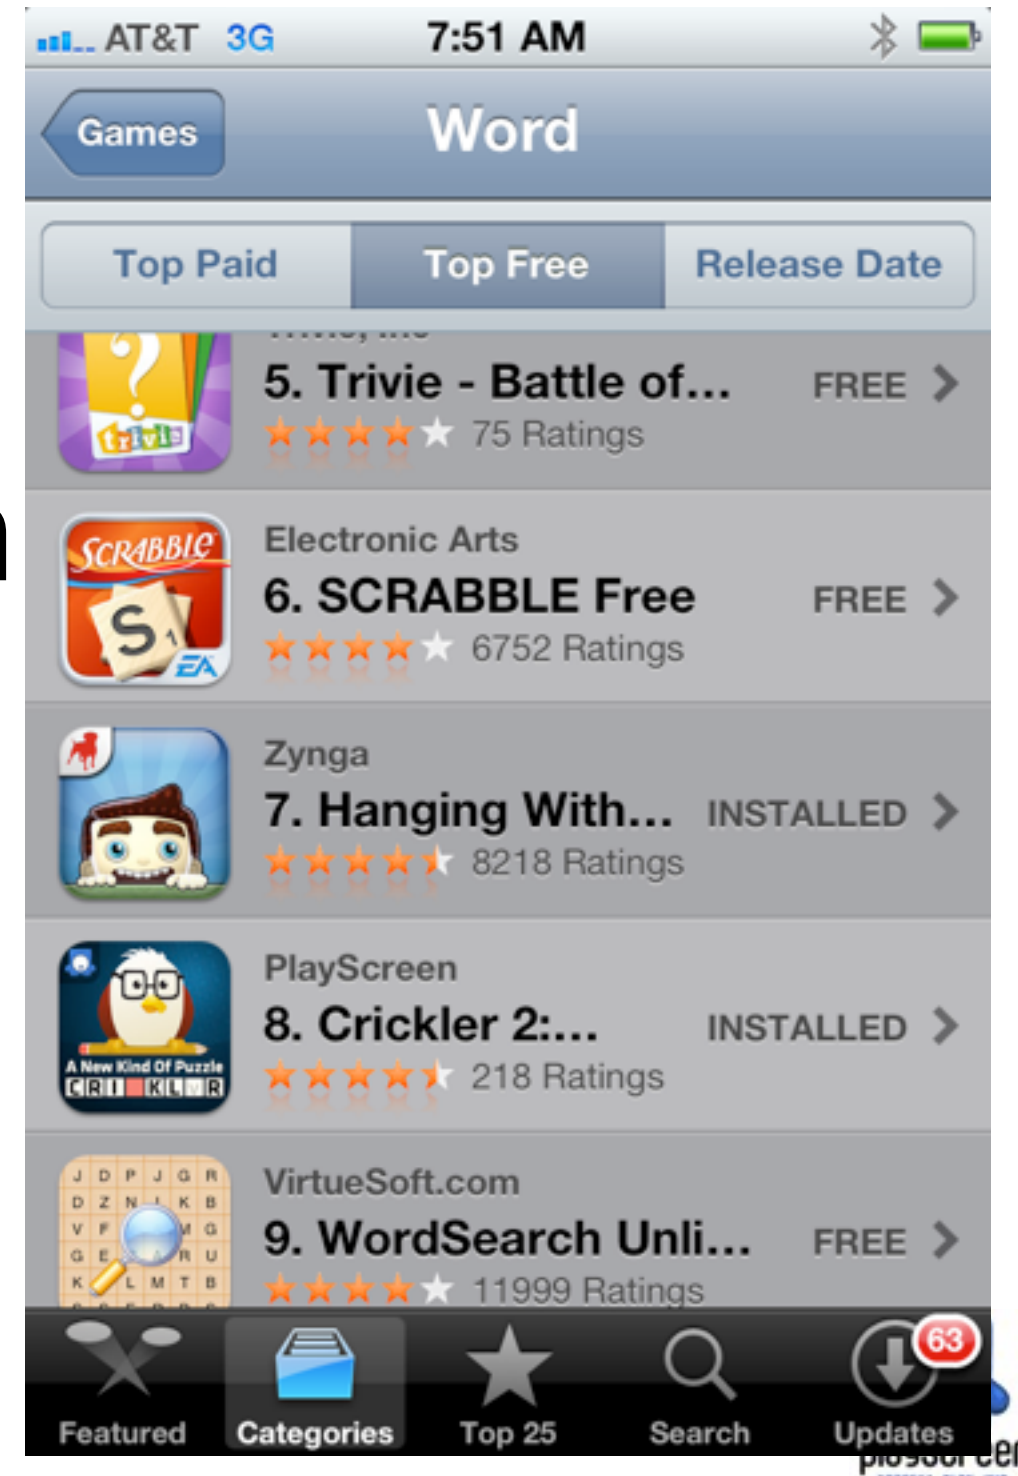 AT&T 3G 7:51 AM
Games Word
Top Paid Top Free Release Date
5. Trivie - Battle of... FREE
75 Ratings
trivie
SCRABBLE
S1
EA
Electronic Arts
6. SCRABBLE Free FREE
6752 Ratings
Zynga
7. Hanging With... INSTALLED
8218 Ratings
PlayScreen
8. Crickler 2:... INSTALLED
218 Ratings
A New Kind Of Puzzle
CRI KL R
VirtueSoft.com
9. WordSearch Unli... FREE
11999 Ratings
J D P J G R
D Z N I K B
V F M G
G E A R U
K L M T B
63
Featured Categories Top 25 Search Updates